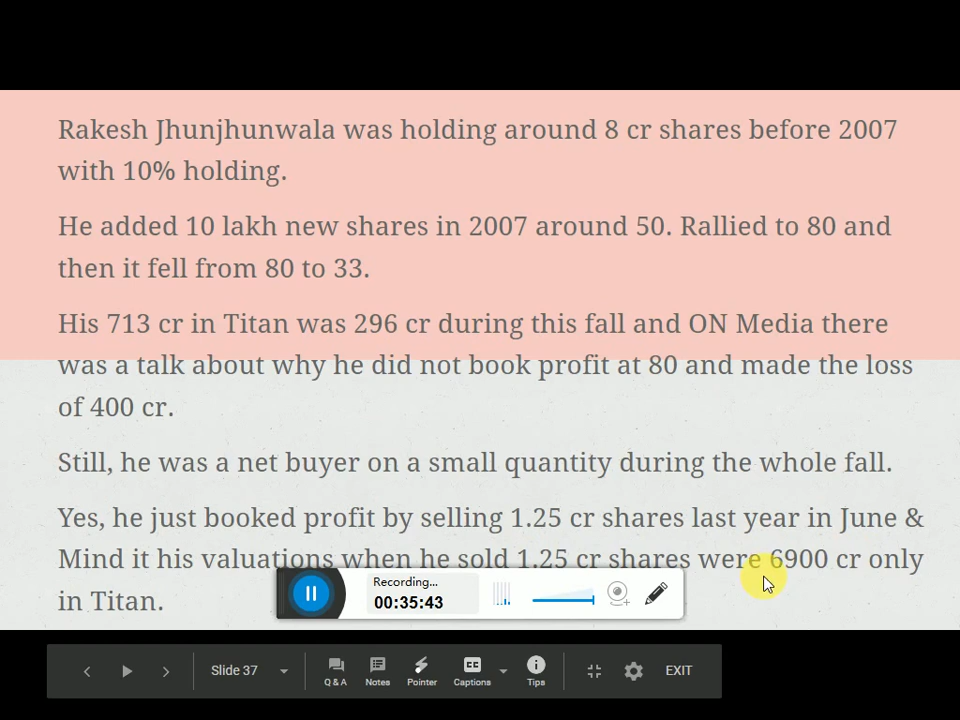 Rakesh Jhunjhunwala was holding around 8 cr shares before 2007
with 10% holding.
He added 10 lakh new shares in 2007 around 50. Rallied to 80 and
then it fell from 80 to 33.
His 713 cr in Titan was 296 cr during this fall and ON Media there
was a talk about why he did not book profit at 80 and made the loss
of 400 cr.
Still, he was a net buyer on a small quantity during the whole fall.
Yes, he just booked profit by selling 1.25 cr shares last year in June &
Mind it his valuations when he sold 1.25 cr shares were 6900 cr only
in Titan.
Recording...
00:35:43
Slide 37
Q & A
Notes
Pointer
CC
Captions
Tips
EXIT